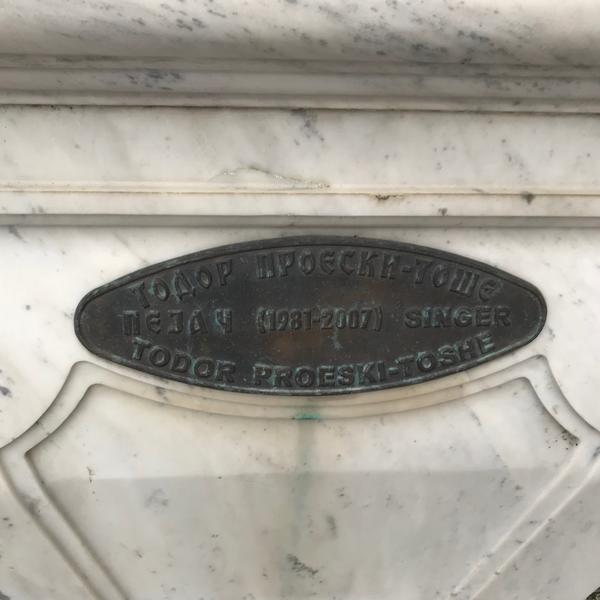 ТОДОР ПРОЕСКИ-ТОШЕ
ПЕЈАЧ (1981-2007) SINGER
TODOR PROESKI-TOSHE